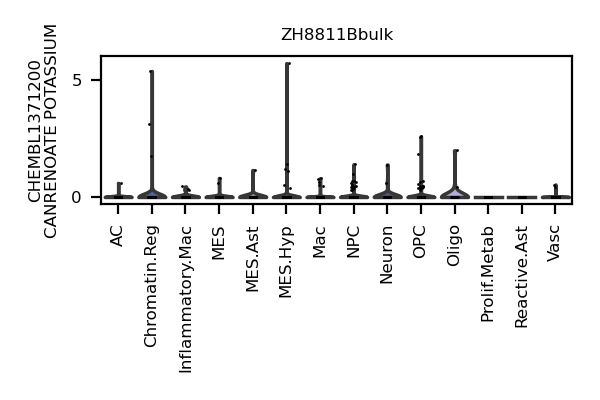 ZH8811Bbulk
CHEMBL1371200
CANRENOATE POTASSIUM
5
0
AC
Chromatin.Reg
Inflammatory.Mac
MES
MES.Ast
MES.Hyp
Mac
NPC
Neuron
OPC
Oligo
Prolif.Metab
Reactive.Ast
Vasc